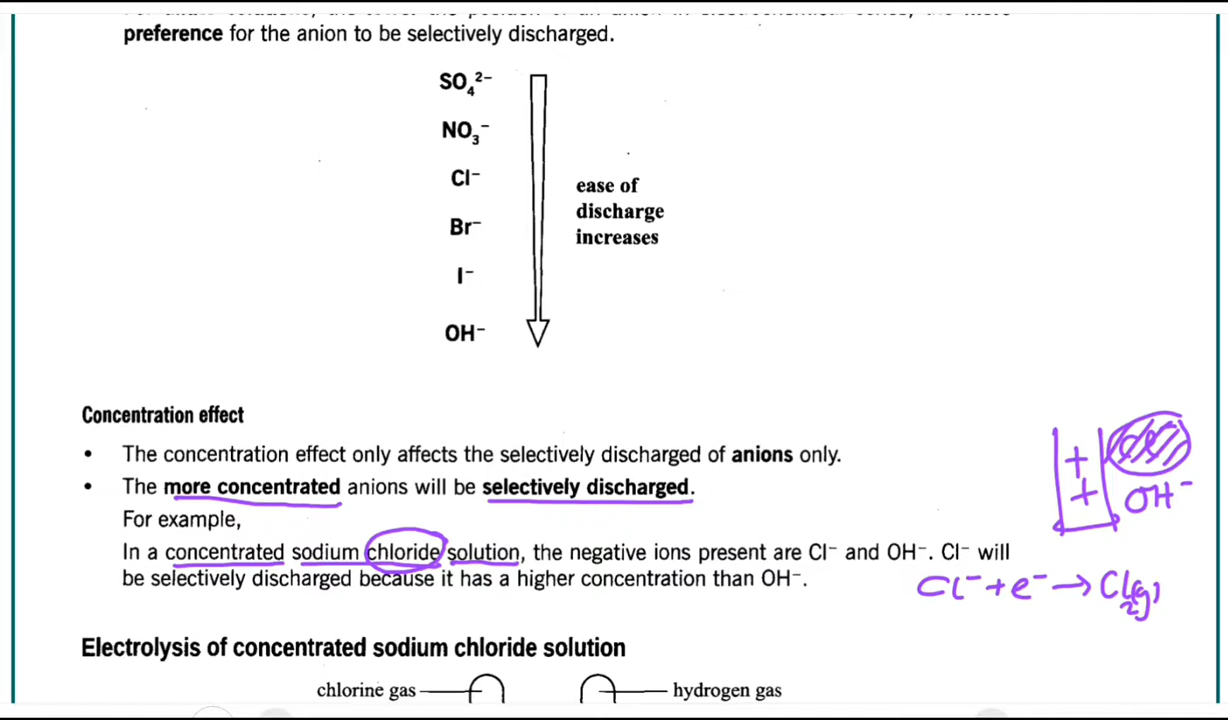 preference for the anion to be selectively discharged.
SO₄²⁻
NO₃⁻
Cl⁻
Br⁻
I⁻
OH⁻
ease of
discharge
increases
Concentration effect
• The concentration effect only affects the selectively discharged of anions only.
• The more concentrated anions will be selectively discharged.
For example,
In a concentrated sodium chloride solution, the negative ions present are Cl⁻ and OH⁻. Cl⁻ will
be selectively discharged because it has a higher concentration than OH⁻.
+
+
OH⁻
Cl⁻+e⁻→Cl₂(g)
Electrolysis of concentrated sodium chloride solution
chlorine gas
hydrogen gas